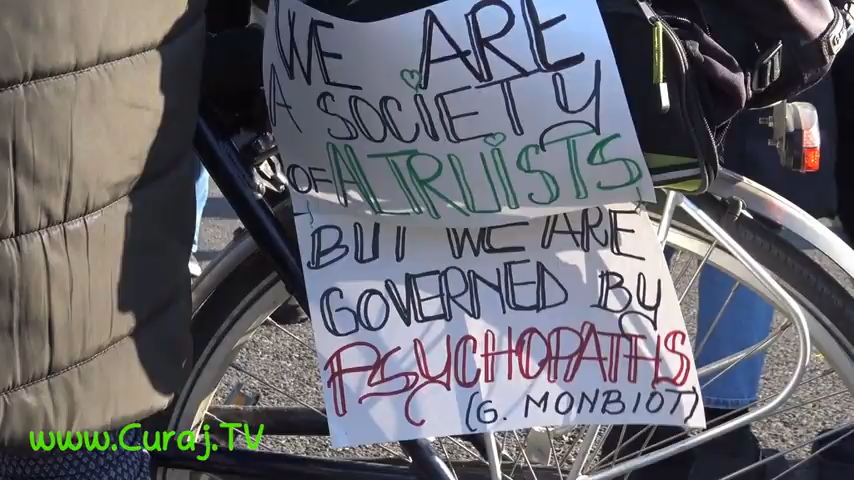 WE ARE
A SOCIETY
OF ALTRUiSTS
BUT WE ARE
GOVERNED BY
PSYCHOPATHS
(G. MONBIOT)
www.Curaj.TV